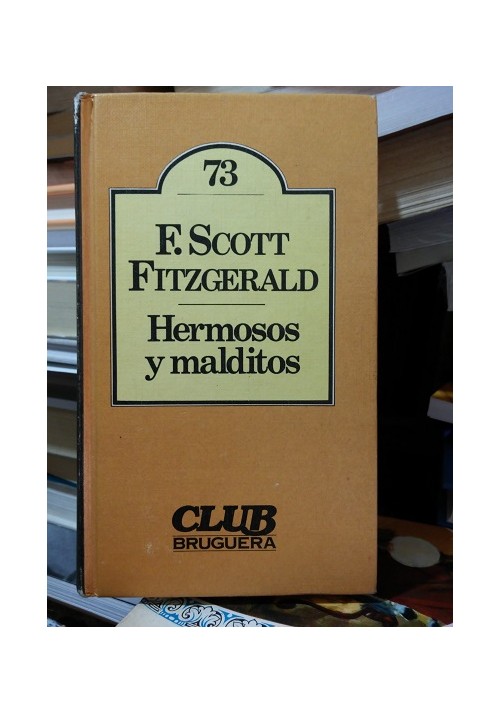 73
F. SCOTT
FITZGERALD
Hermosos
y malditos
CLUB
BRUGUERA